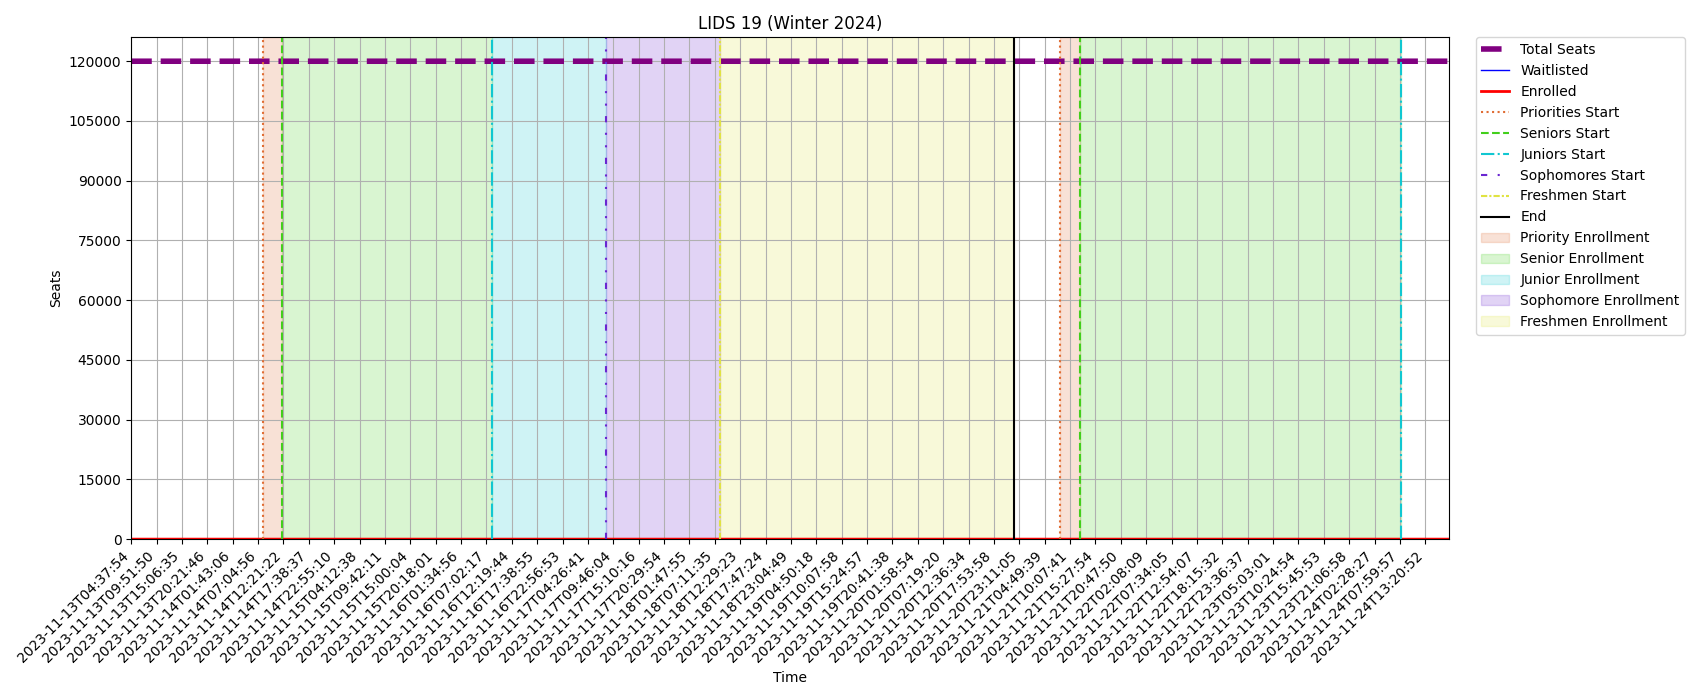 LIDS 19 (Winter 2024)
120000
105000
90000
75000
60000
45000
30000
15000
0
Seats
2023-11-13T04:37:54
2023-11-13T09:51:50
2023-11-13T15:06:35
2023-11-13T20:21:46
2023-11-14T01:43:06
2023-11-14T07:04:56
2023-11-14T12:21:22
2023-11-14T17:38:37
2023-11-14T22:55:10
2023-11-15T04:12:38
2023-11-15T09:42:11
2023-11-15T15:00:04
2023-11-15T20:18:01
2023-11-16T01:34:56
2023-11-16T07:02:17
2023-11-16T12:19:44
2023-11-16T17:38:55
2023-11-16T22:56:53
2023-11-17T04:26:41
2023-11-17T09:46:04
2023-11-17T15:10:16
2023-11-17T20:29:54
2023-11-18T01:47:55
2023-11-18T07:11:35
2023-11-18T12:29:23
2023-11-18T17:47:24
2023-11-18T23:04:49
2023-11-19T04:50:18
2023-11-19T10:07:58
2023-11-19T15:24:57
2023-11-19T20:41:38
2023-11-20T01:58:54
2023-11-20T07:19:20
2023-11-20T12:36:34
2023-11-20T17:53:58
2023-11-20T23:11:05
2023-11-21T04:49:39
2023-11-21T10:07:41
2023-11-21T15:27:54
2023-11-21T20:47:50
2023-11-22T02:08:09
2023-11-22T07:34:05
2023-11-22T12:54:07
2023-11-22T18:15:32
2023-11-22T23:36:37
2023-11-23T05:03:01
2023-11-23T10:24:54
2023-11-23T15:45:53
2023-11-23T21:06:58
2023-11-24T02:28:27
2023-11-24T07:59:57
2023-11-24T13:20:52
Time
Total Seats
Waitlisted
Enrolled
Priorities Start
Seniors Start
Juniors Start
Sophomores Start
Freshmen Start
End
Priority Enrollment
Senior Enrollment
Junior Enrollment
Sophomore Enrollment
Freshmen Enrollment